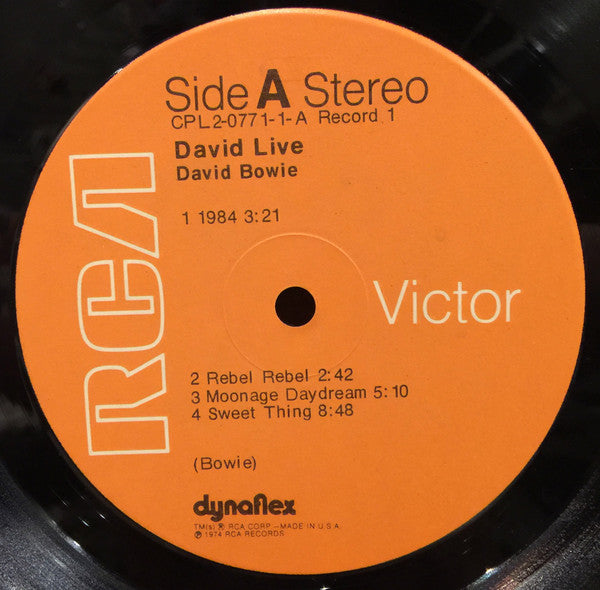 Side A Stereo
CPL2-0771-1-A Record 1
David Live
David Bowie
1 1984 3:21
RCA
Victor
2 Rebel Rebel 2:42
3 Moonage Daydream 5:10
4 Sweet Thing 8:48
(Bowie)
dynaflex
TM(s) ® RCA CORP.—MADE IN U.S.A.
℗ 1974 RCA RECORDS